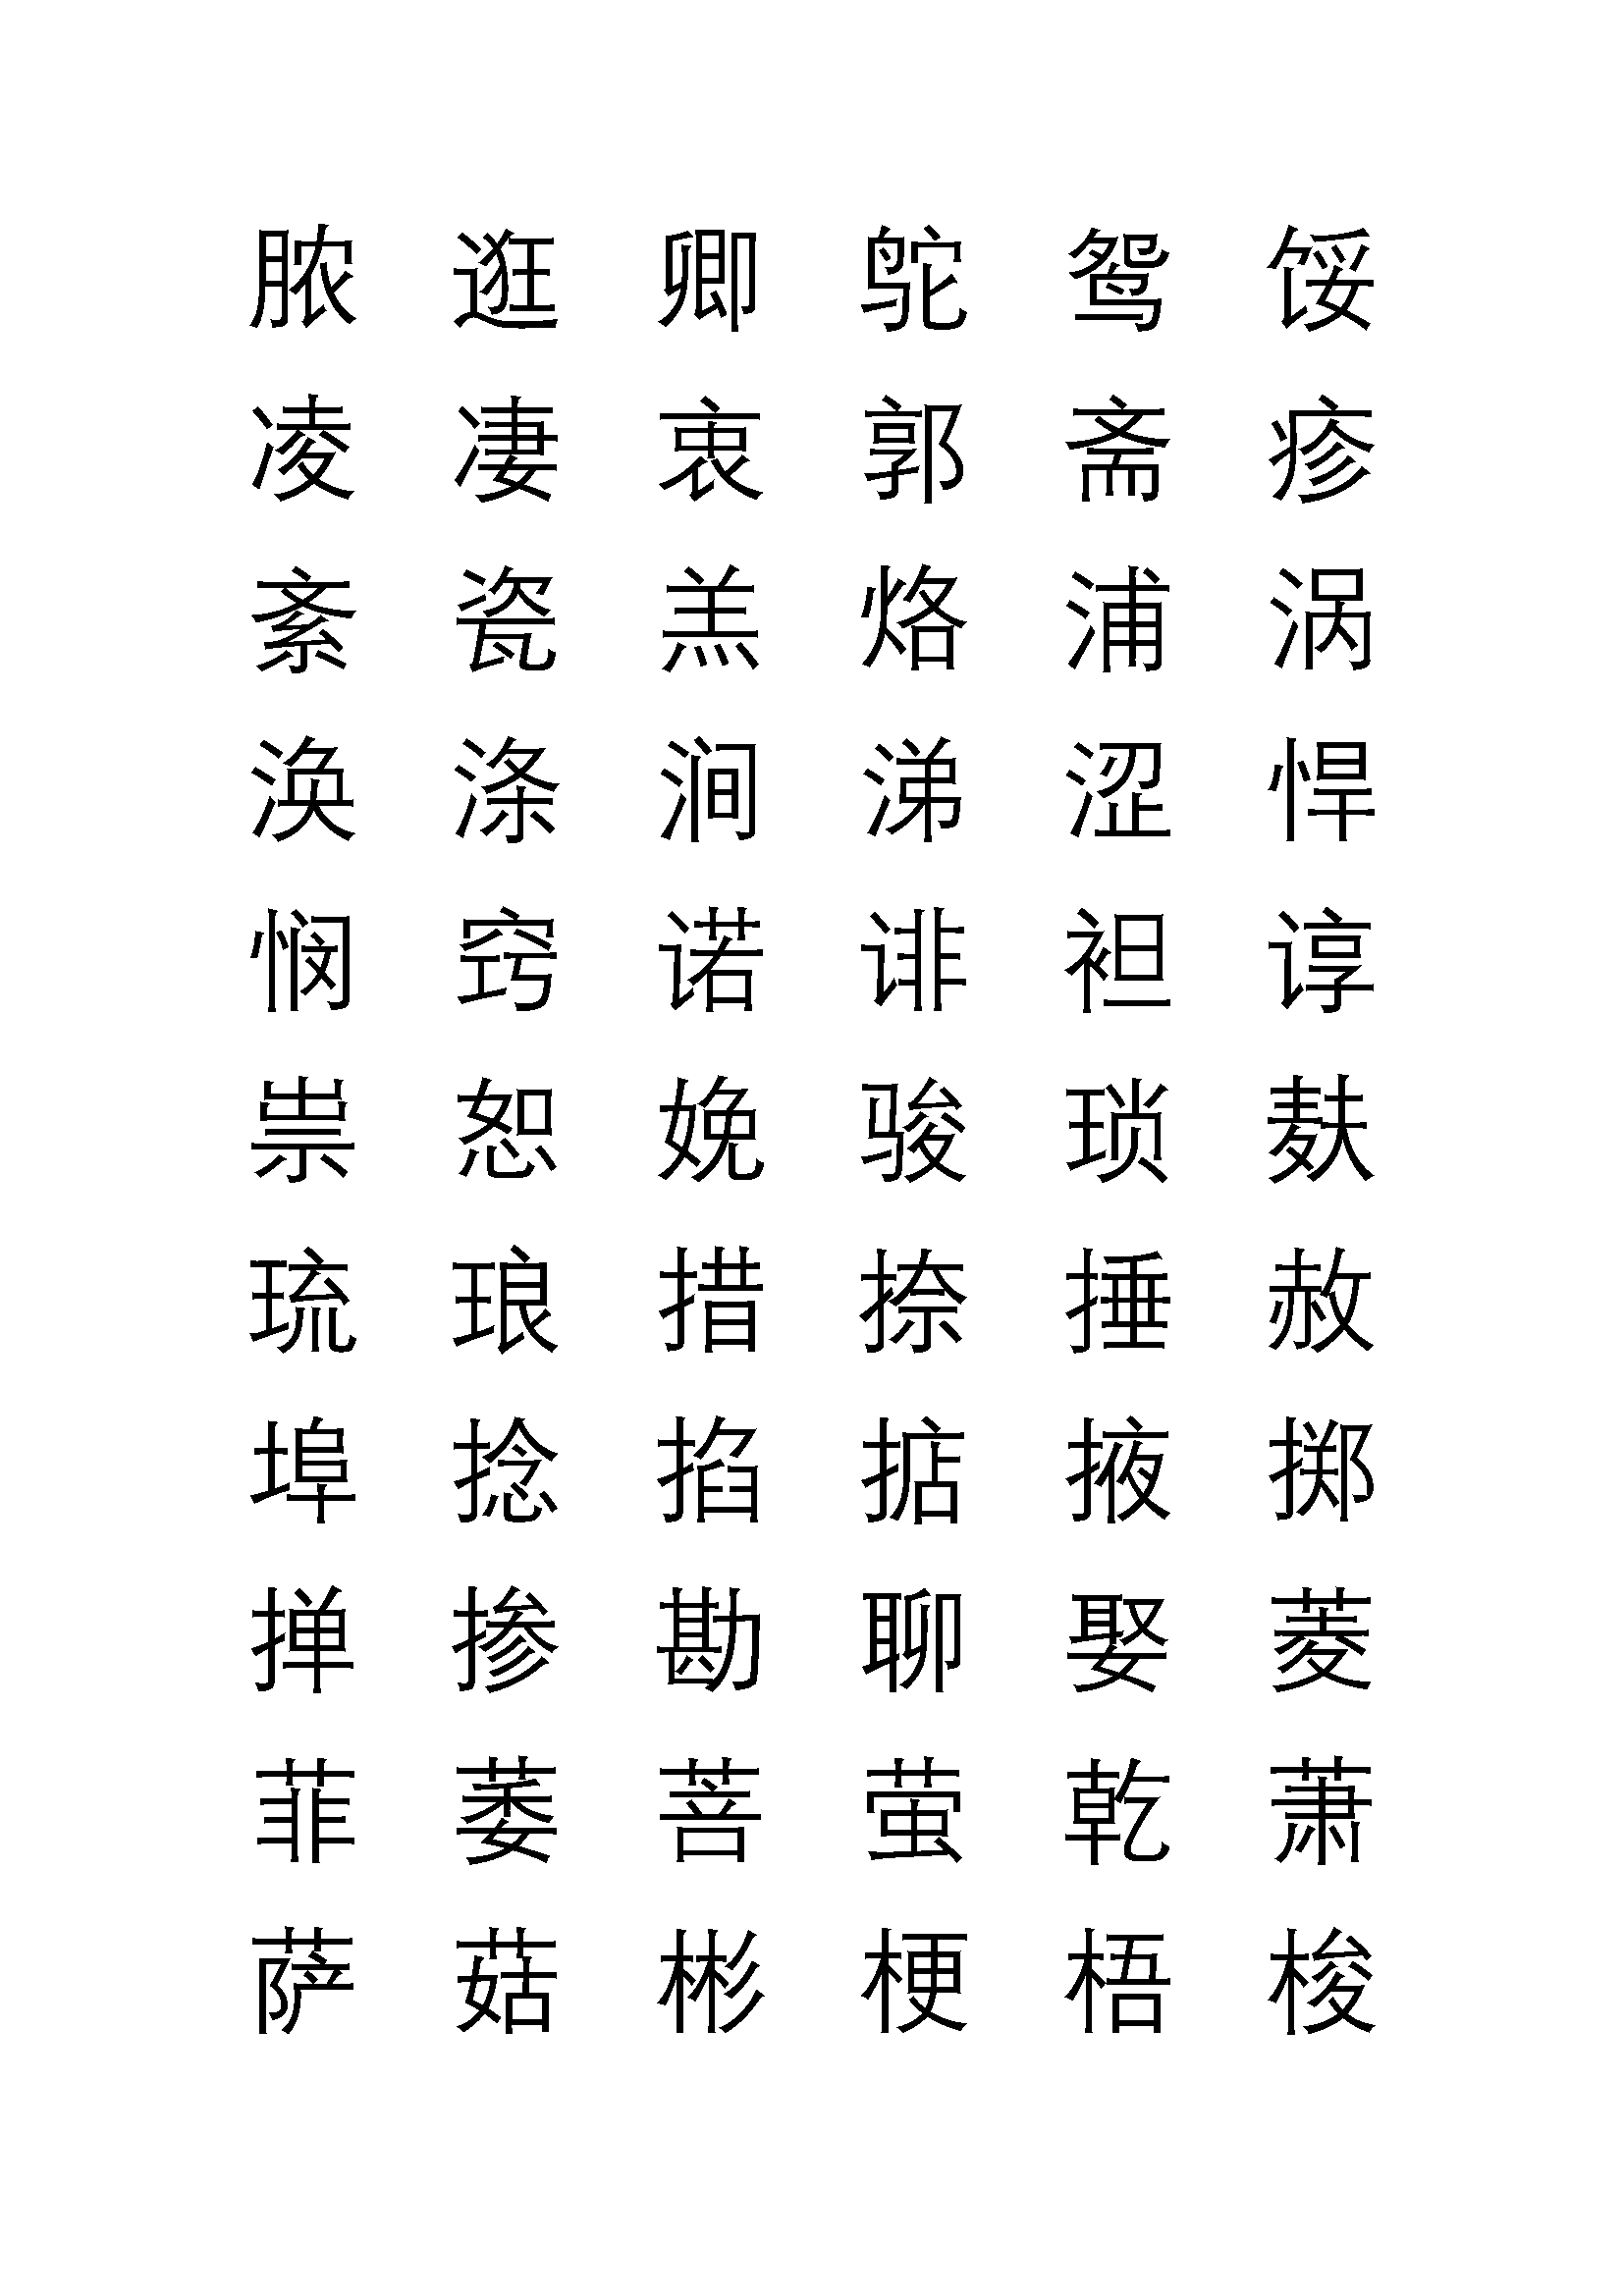 脓 逛 卿 鸵 鸳 馁
凌 凄 衷 郭 斋 疹
紊 瓷 羔 烙 浦 涡
涣 涤 涧 涕 涩 悍
悯 窍 诺 诽 袒 谆
祟 恕 娩 骏 琐 麸
琉 琅 措 捺 捶 赦
埠 捻 掐 掂 掖 掷
掸 掺 勘 聊 娶 菱
菲 萎 菩 萤 乾 萧
萨 菇 彬 梗 梧 梭